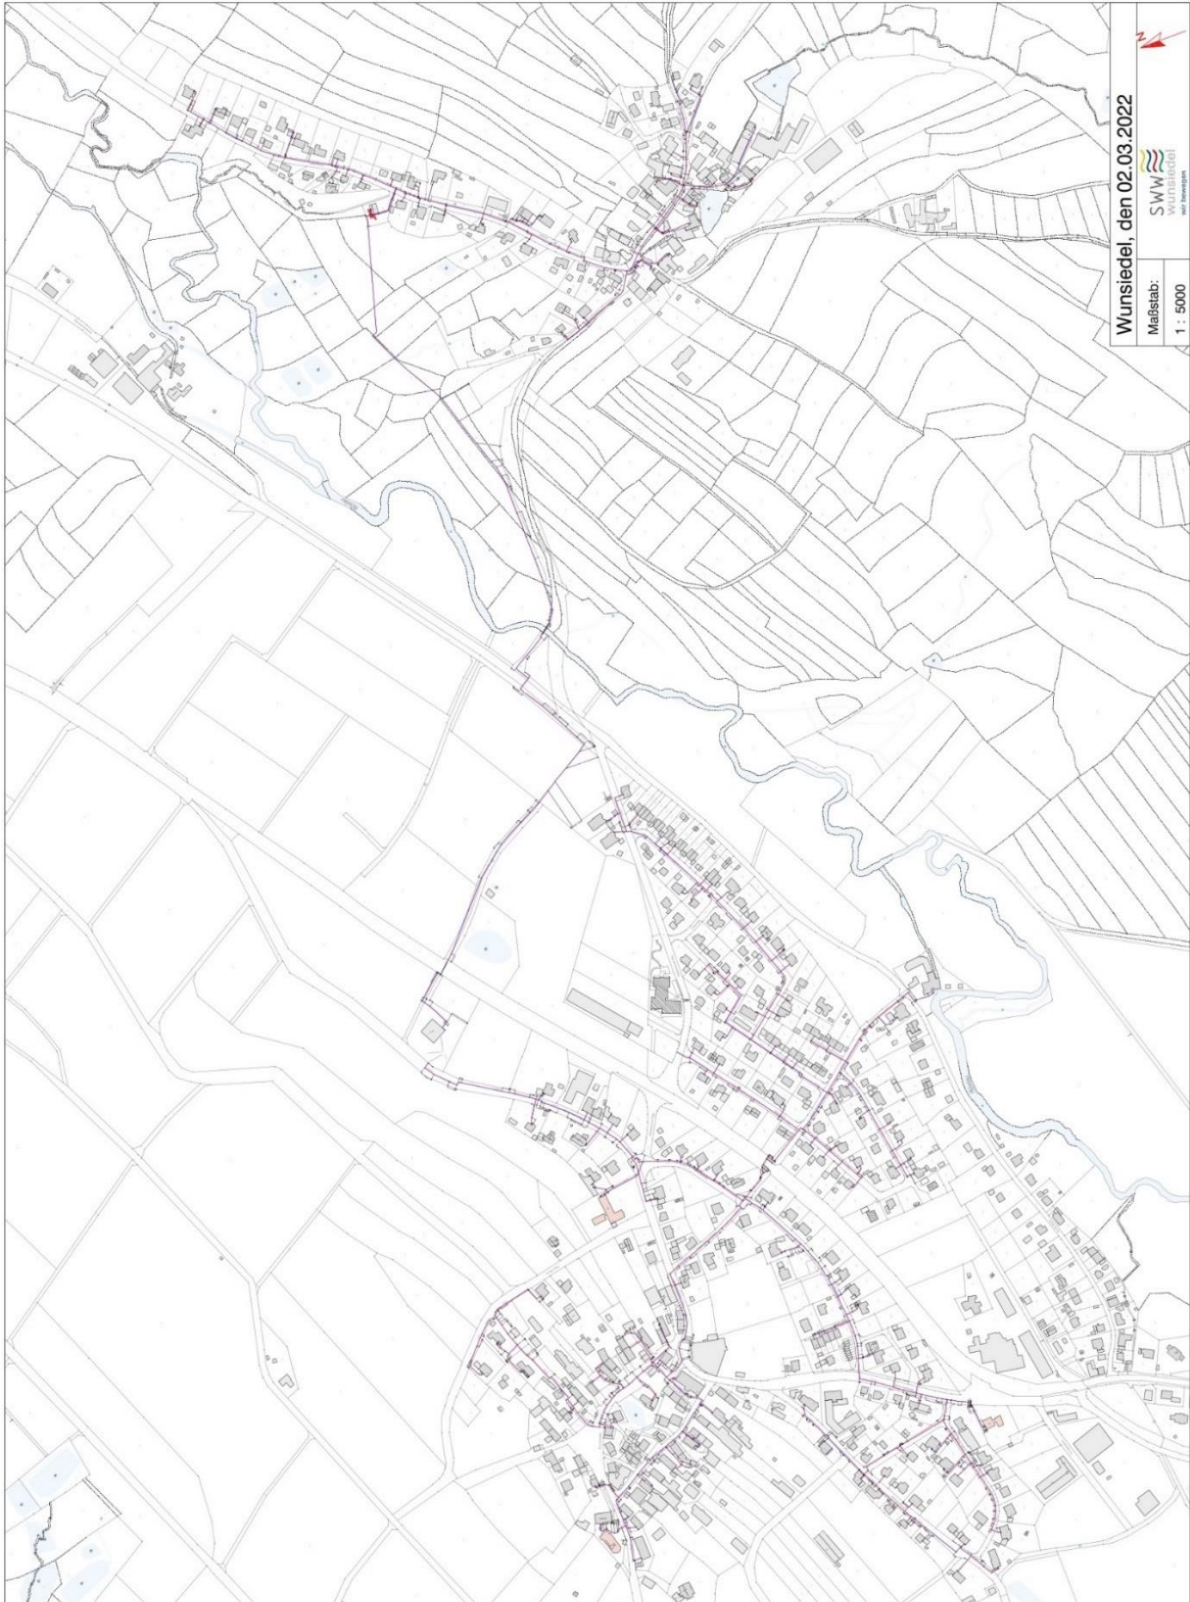 Wunsiedel, den 02.03.2022
Maßstab:
1 : 5000
SWW
wunsiedel
wir bewegen
N